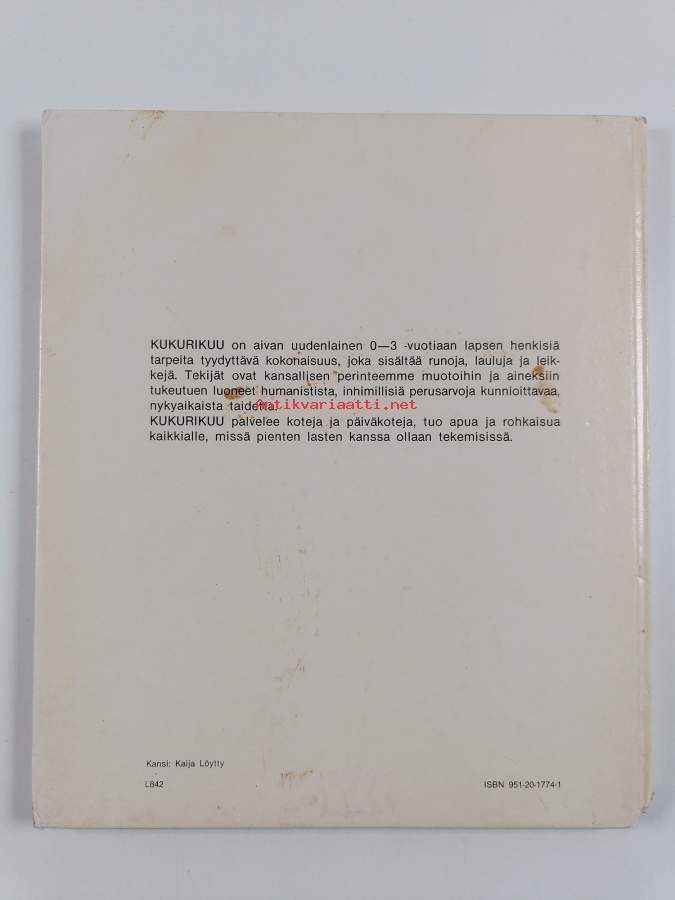 KUKURIKUU on aivan uudenlainen 0—3 -vuotiaan lapsen henkisiä
tarpeita tyydyttävä kokonaisuus, joka sisältää runoja, lauluja ja leik-
kejä. Tekijät ovat kansallisen perinteemme muotoihin ja aineksiin
tukeutuen luoneet humanistista, inhimillisiä perusarvoja kunnioittavaa,
nykyaikaista taidetta.
Antikvariaatti.net
KUKURIKUU palvelee koteja ja päiväkoteja, tuo apua ja rohkaisua
kaikkialle, missä pienten lasten kanssa ollaan tekemisissä.
Kansi: Kaija Löytty
L842 ISBN 951-20-1774-1